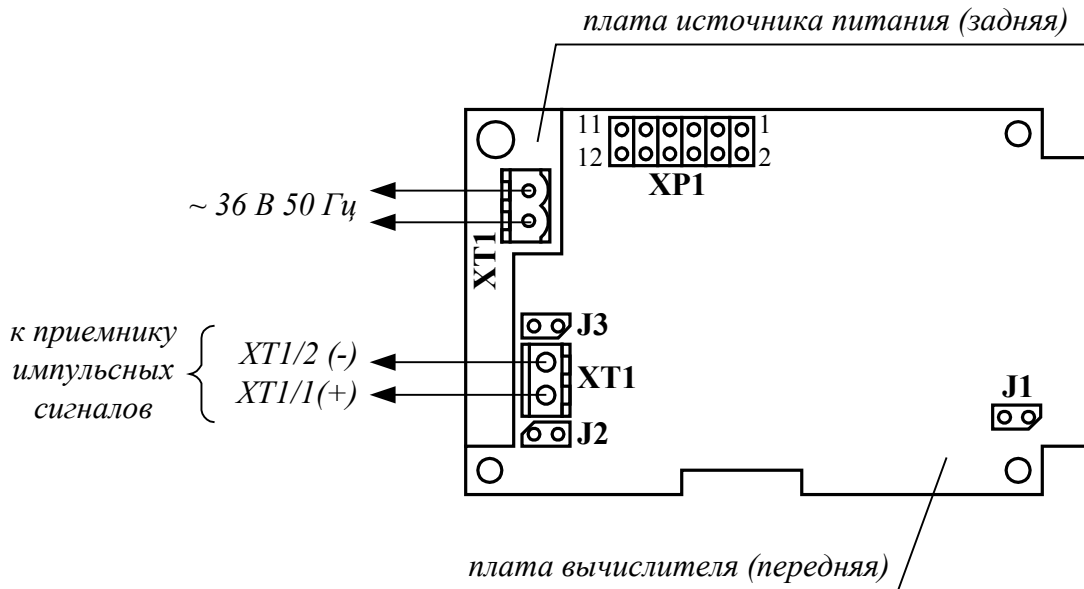 плата источника питания (задняя)
11
1
12
2
XP1
~ 36 В 50 Гц
XT1
к приемнику
импульсных
сигналов
XT1/2 (-)
XT1/1(+)
J3
XT1
J2
J1
плата вычислителя (передняя)